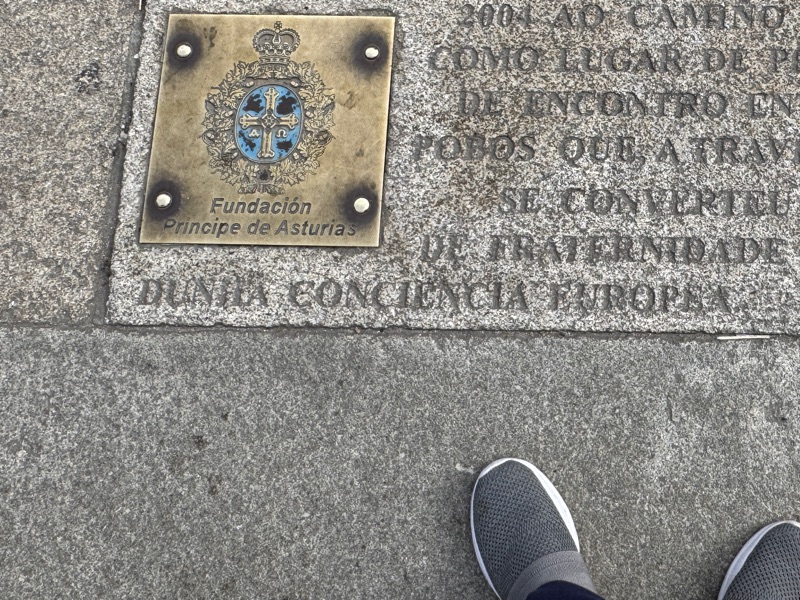 Fundación
Príncipe de Asturias
Α Ω
2004 AO CAMIÑO
COMO LUGAR DE
DE ENCONTRO
POBOS QUE, A
SE CONVERTEU
DE FRATERNIDADE
DUNHA CONCIENCIA EUROPEA